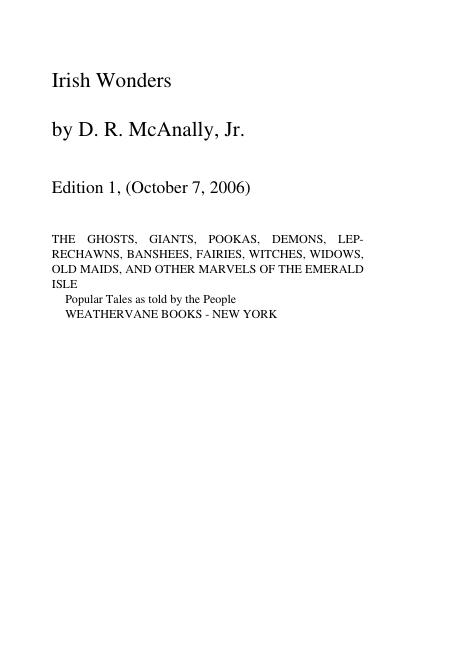 Irish Wonders
by D. R. McAnally, Jr.
Edition 1, (October 7, 2006)
THE GHOSTS, GIANTS, POOKAS, DEMONS, LEP-
RECHAWNS, BANSHEES, FAIRIES, WITCHES, WIDOWS,
OLD MAIDS, AND OTHER MARVELS OF THE EMERALD
ISLE
Popular Tales as told by the People
WEATHERVANE BOOKS - NEW YORK